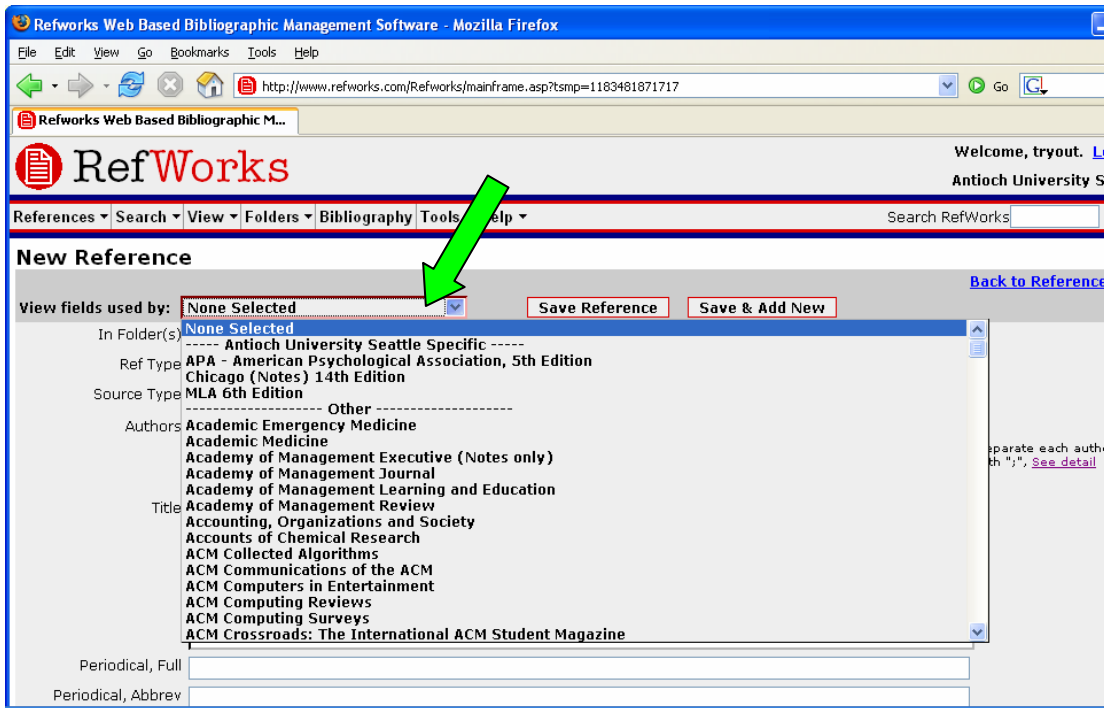 Refworks Web Based Bibliographic Management Software - Mozilla Firefox
File Edit View Go Bookmarks Tools Help
http://www.refworks.com/Refworks/mainframe.asp?tsmp=1183481871717 Go G
Refworks Web Based Bibliographic M...
RefWorks
Welcome, tryout.
Antioch University S
References Search View Folders Bibliography Tools elp Search RefWorks
New Reference
Back to Reference
View fields used by: None Selected Save Reference Save & Add New
In Folder(s) None Selected
----- Antioch University Seattle Specific -----
Ref Type APA - American Psychological Association, 5th Edition
Chicago (Notes) 14th Edition
Source Type MLA 6th Edition
-------------------- Other --------------------
Authors Academic Emergency Medicine
Academic Medicine
Academy of Management Executive (Notes only) eparate each auth
Academy of Management Journal th ";", See detail
Academy of Management Learning and Education
Title Academy of Management Review
Accounting, Organizations and Society
Accounts of Chemical Research
ACM Collected Algorithms
ACM Communications of the ACM
ACM Computers in Entertainment
ACM Computing Reviews
ACM Computing Surveys
ACM Crossroads: The International ACM Student Magazine
Periodical, Full
Periodical, Abbrev